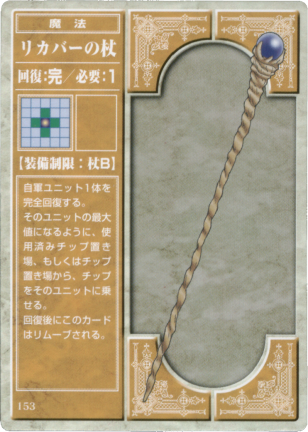 魔法
リカバーの杖
回復:完/必要:1
【装備制限:杖B】
自軍ユニット1体を
完全回復する。
そのユニットの最大
値になるように、使
用済みチップ置き
場、もしくはチップ
置き場から、チップ
をそのユニットに乗
せる。
回復後にこのカード
はリムーブされる。
153